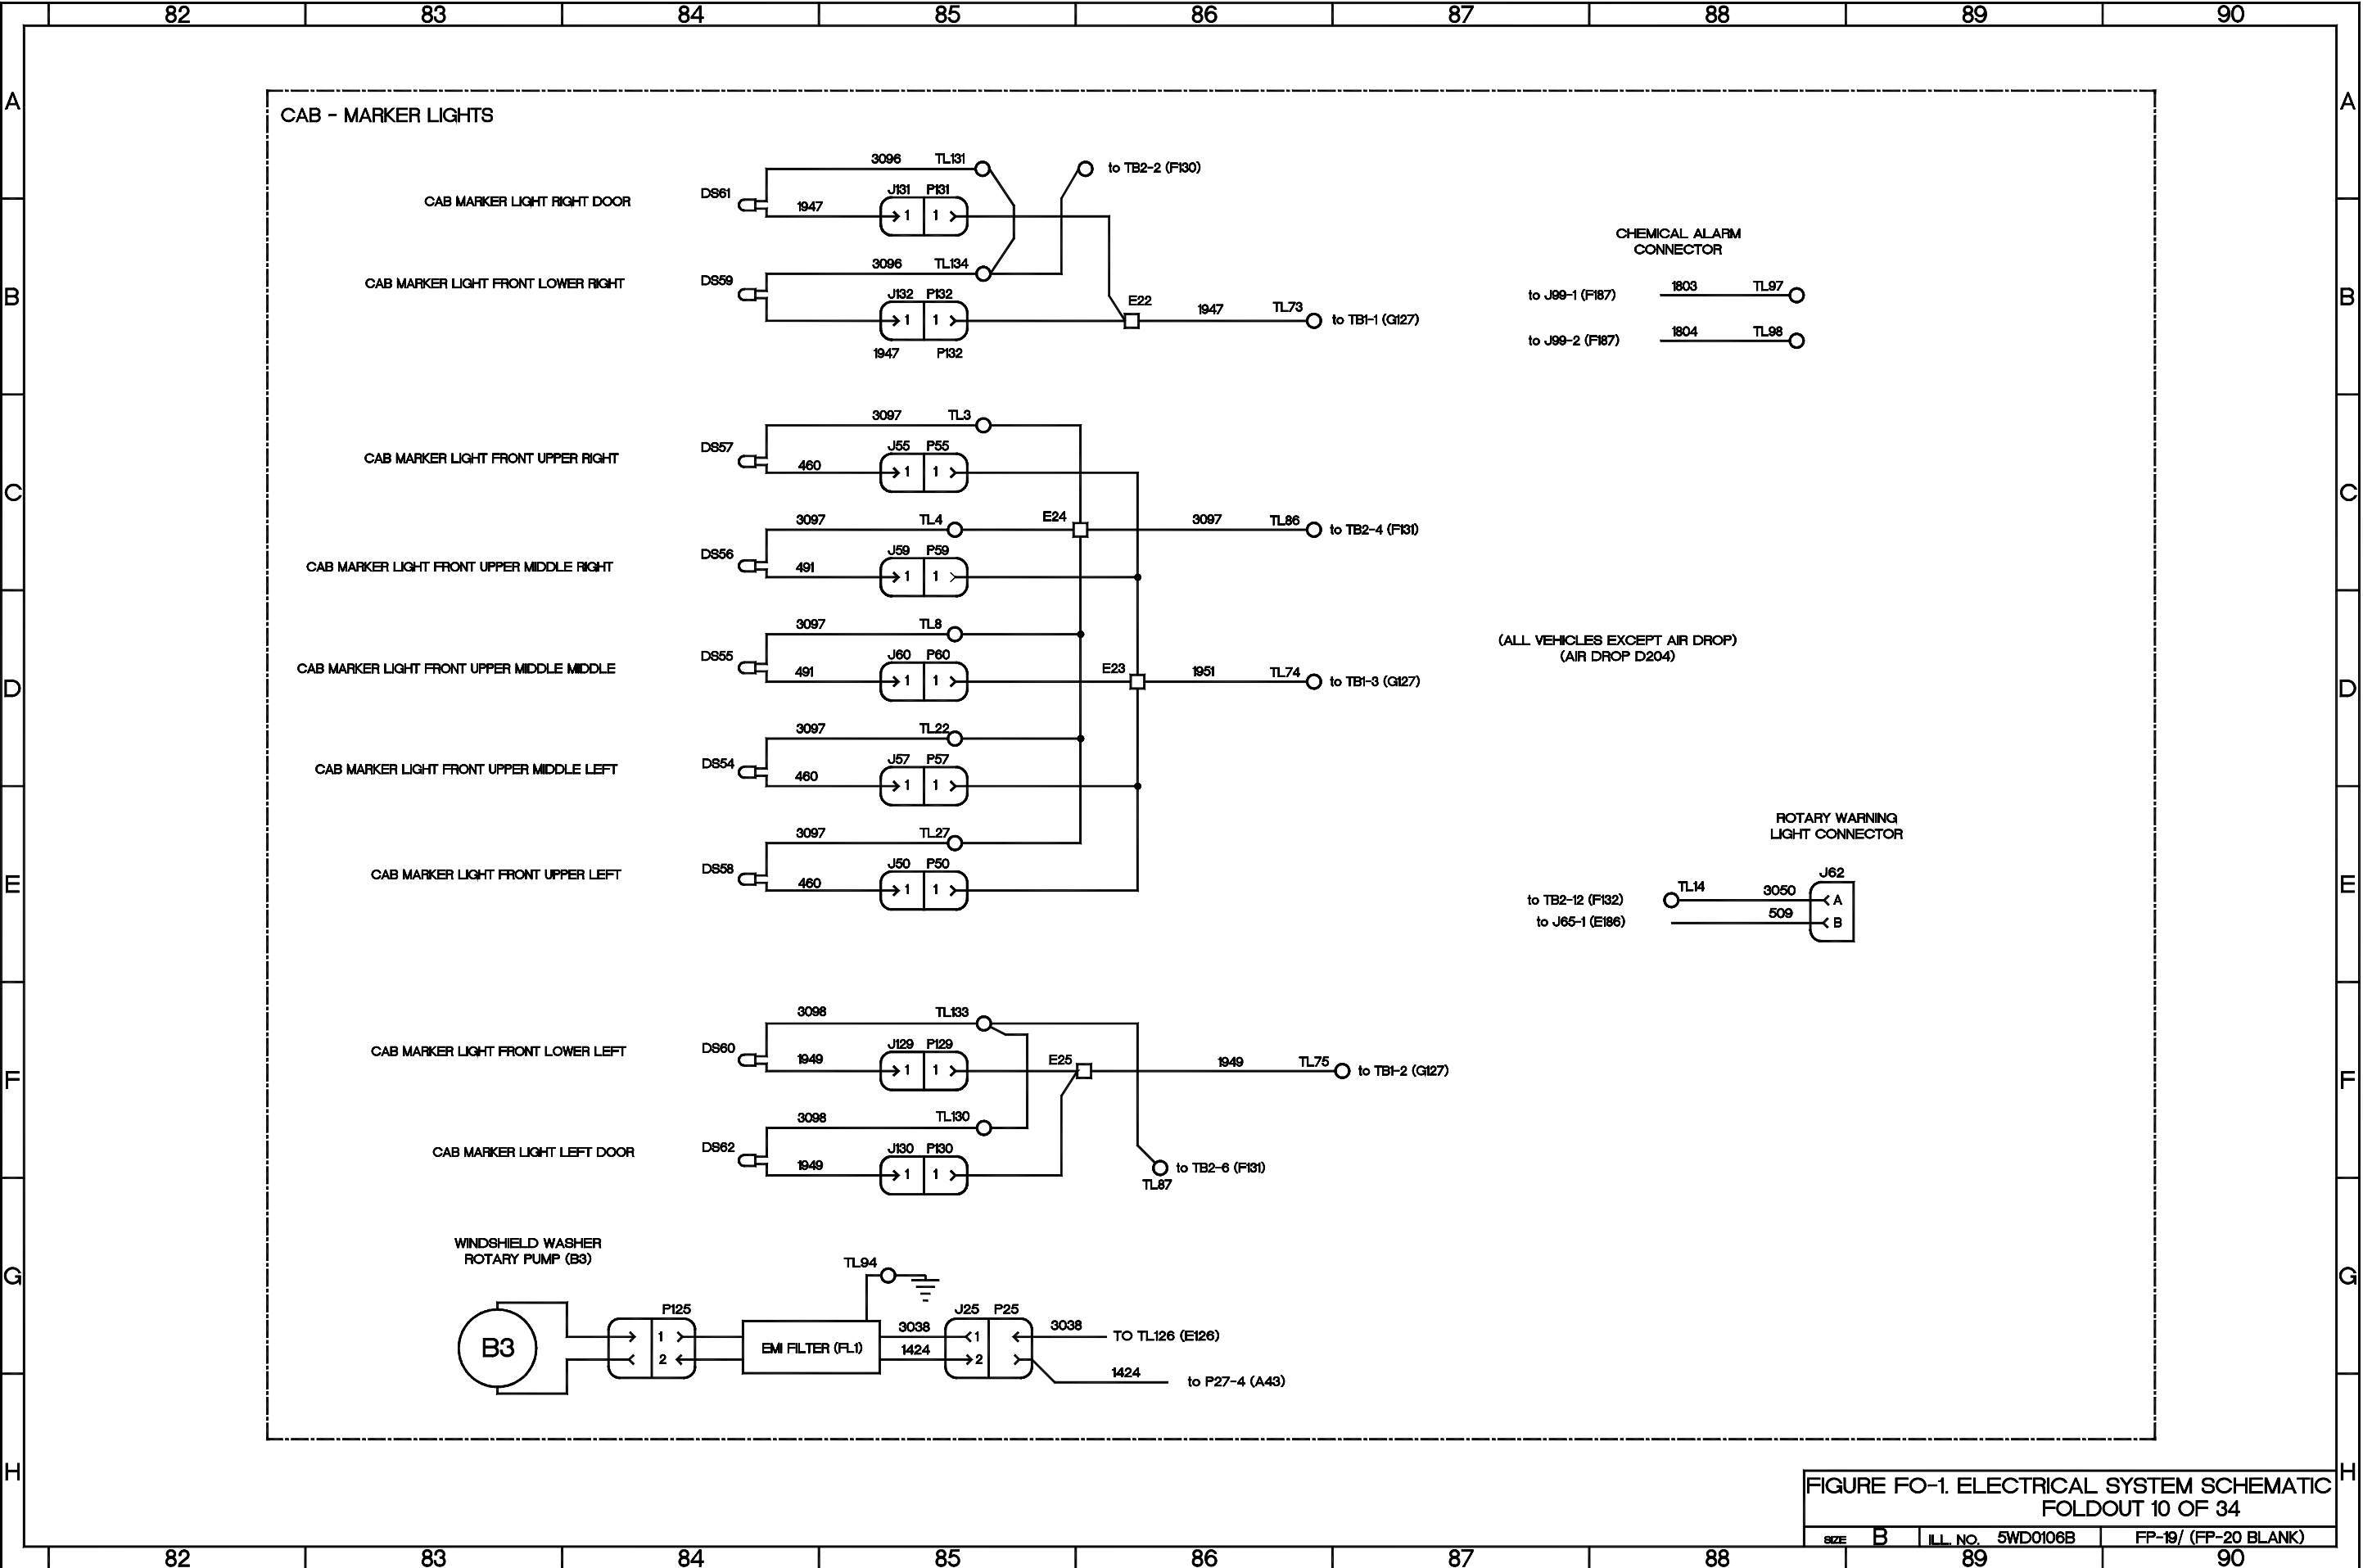 82 83 84 85 86 87 88 89 90
A A
CAB - MARKER LIGHTS
3096 TL131
to TB2-2 (F130)
CAB MARKER LIGHT RIGHT DOOR
DS61
1947
J131 P131
1 1
CHEMICAL ALARM
CONNECTOR
CAB MARKER LIGHT FRONT LOWER RIGHT
DS59
3096 TL134
J132 P132
1 1
1947 P132
E22
1947 TL73
to TB1-1 (G127)
to J99-1 (F187)
1803 TL97
to J99-2 (F187)
1804 TL98
B B
3097 TL3
CAB MARKER LIGHT FRONT UPPER RIGHT
DS57
460
J55 P55
1 1
C C
3097 TL4
E24
3097 TL86
to TB2-4 (F131)
CAB MARKER LIGHT FRONT UPPER MIDDLE RIGHT
DS56
491
J59 P59
1 1
3097 TL8
CAB MARKER LIGHT FRONT UPPER MIDDLE MIDDLE
DS55
491
J60 P60
1 1
E23
1951 TL74
to TB1-3 (G127)
(ALL VEHICLES EXCEPT AIR DROP)
(AIR DROP D204)
D D
3097 TL22
CAB MARKER LIGHT FRONT UPPER MIDDLE LEFT
DS54
460
J57 P57
1 1
3097 TL27
CAB MARKER LIGHT FRONT UPPER LEFT
DS58
460
J50 P50
1 1
ROTARY WARNING
LIGHT CONNECTOR
J62
to TB2-12 (F132)
TL14 3050 A
to J65-1 (E186)
509 B
E E
3098 TL133
CAB MARKER LIGHT FRONT LOWER LEFT
DS60
1949
J129 P129
1 1
E25
1949 TL75
to TB1-2 (G127)
F F
3098 TL130
CAB MARKER LIGHT LEFT DOOR
DS62
1949
J130 P130
1 1
to TB2-6 (F131)
TL87
WINDSHIELD WASHER
ROTARY PUMP (B3)
TL94
G G
B3
P125
1
2
EMI FILTER (FL1)
3038
1424
J25 P25
1
2
3038
TO TL126 (E126)
1424
to P27-4 (A43)
H H
FIGURE FO-1. ELECTRICAL SYSTEM SCHEMATIC
FOLDOUT 10 OF 34
SIZE B ILL. NO. 5WD0106B FP-19/ (FP-20 BLANK)
82 83 84 85 86 87 88 89 90